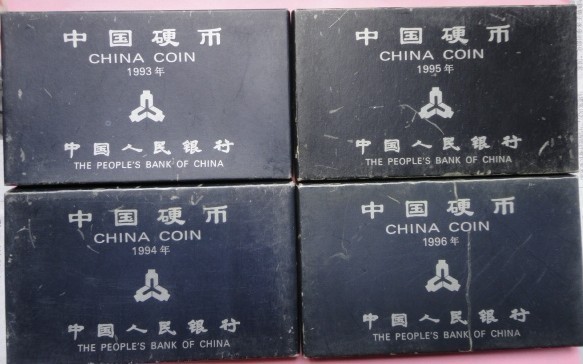 中国硬币
CHINA COIN
1993年
中国人民银行
THE PEOPLE'S BANK OF CHINA
中国硬币
CHINA COIN
1995年
中国人民银行
THE PEOPLE'S BANK OF CHINA
中国硬币
CHINA COIN
1994年
中国人民银行
THE PEOPLE'S BANK OF CHINA
中国硬币
CHINA COIN
1996年
中国人民银行
THE PEOPLE'S BANK OF CHINA